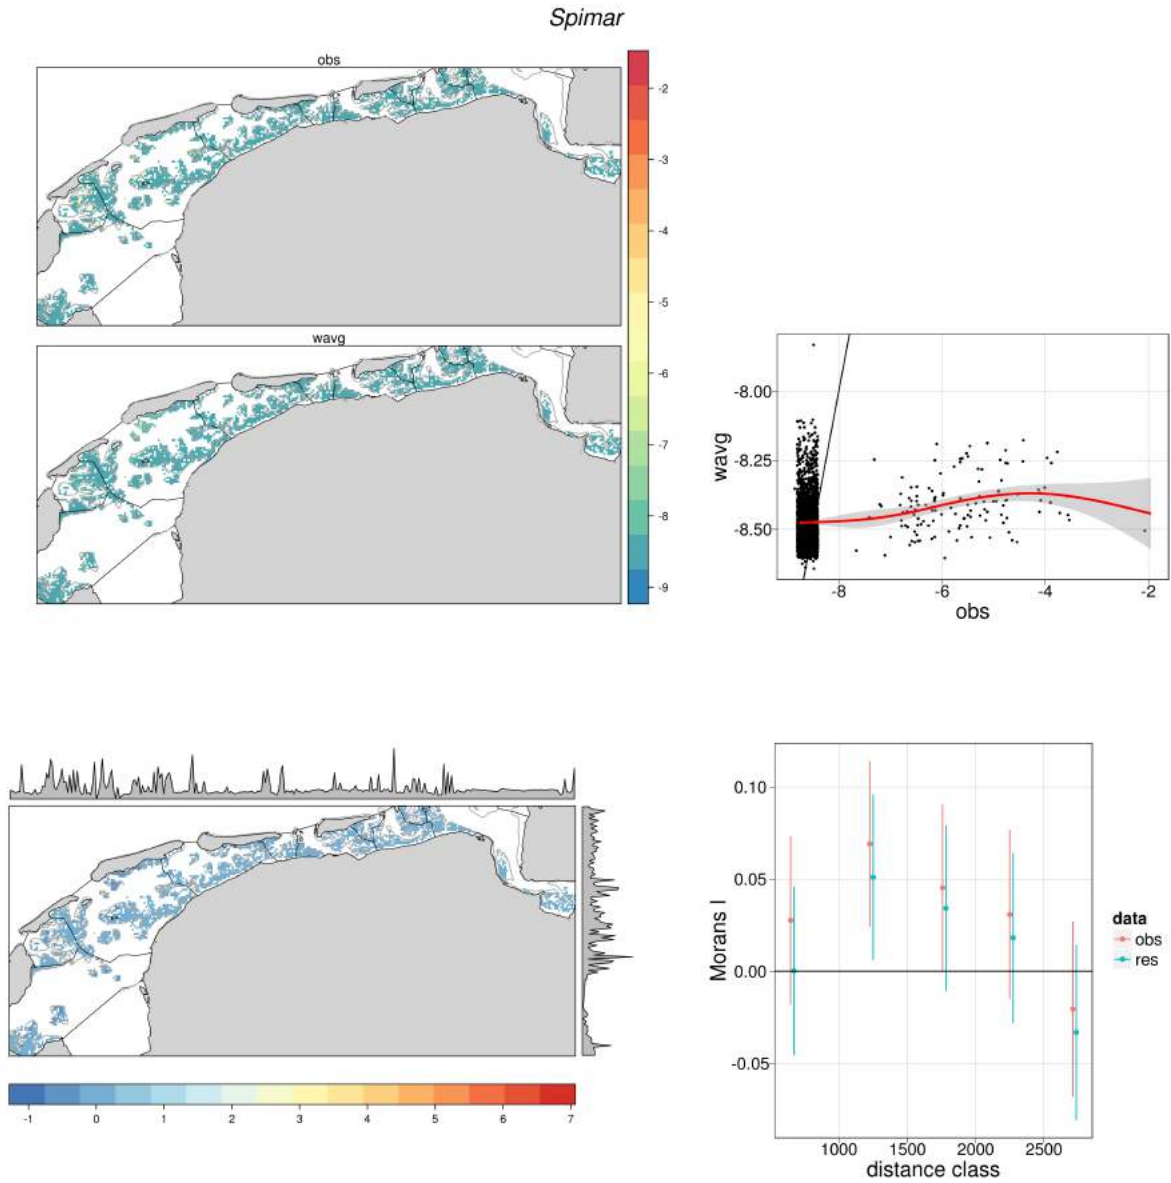 Spimar
obs
-2
-3
-4
-5
-6
-7
-8
-9
wavg
wavg
-8.00
-8.25
-8.50
-8 -6 -4 -2
obs
-1 0 1 2 3 4 5 6 7
Morans I
0.10
0.05
0.00
-0.05
1000 1500 2000 2500
distance class
data
obs
res